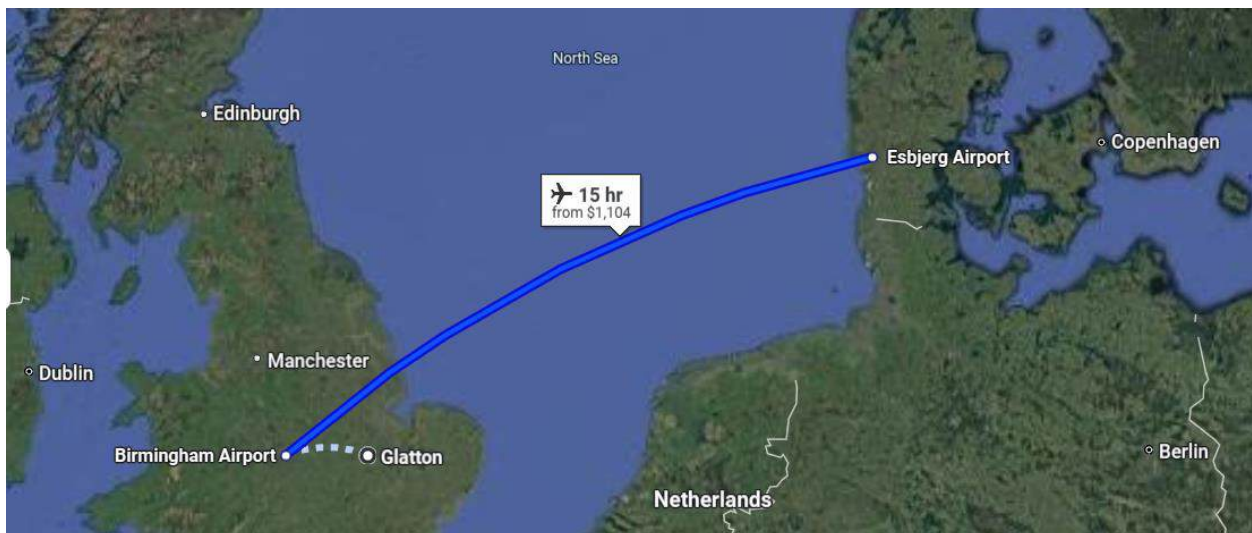 North Sea
Edinburgh
Copenhagen
Esbjerg Airport
15 hr
from $1,104
Manchester
Dublin
Birmingham Airport
Glatton
Berlin
Netherlands